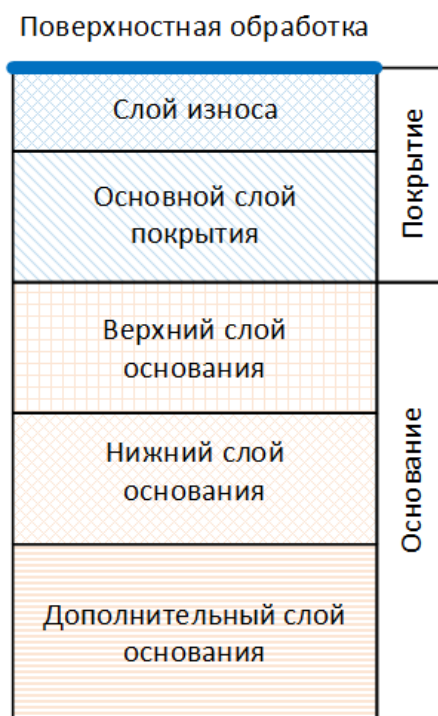 Поверхностная обработка
Слой износа
Основной слой
покрытия
Покрытие
Верхний слой
основания
Нижний слой
основания
Дополнительный слой
основания
Основание